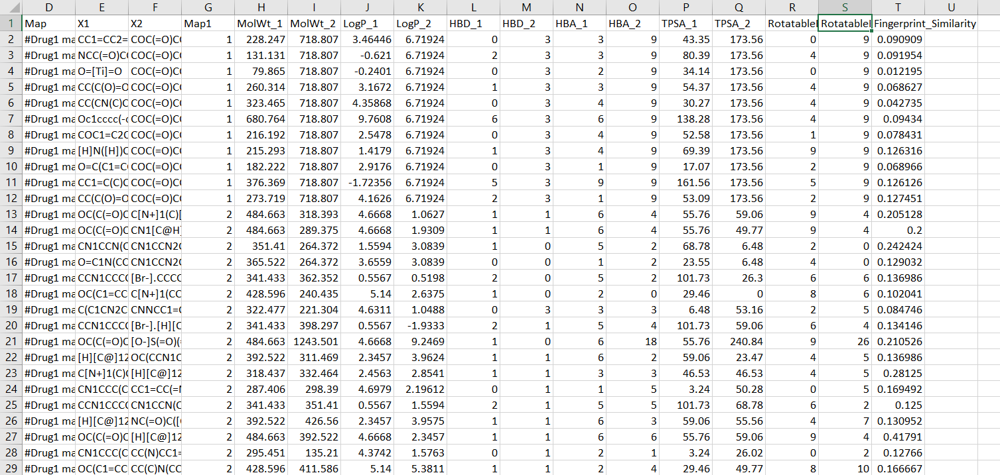 D E F G H I J K L M N O P Q R S T U
1 Map X1 X2 Map1 MolWt_1 MolWt_2 LogP_1 LogP_2 HBD_1 HBD_2 HBA_1 HBA_2 TPSA_1 TPSA_2 Rotatablel Rotatablel Fingerprint_Similarity
2 #Drug1 ma CC1=CC2= COC(=O)C 1 228.247 718.807 3.46446 6.71924 0 3 3 9 43.35 173.56 0 9 0.090909
3 #Drug1 ma NCC(=O)C COC(=O)C 1 131.131 718.807 -0.621 6.71924 2 3 3 9 80.39 173.56 4 9 0.091954
4 #Drug1 ma O=[Ti]=O COC(=O)C 1 79.865 718.807 -0.2401 6.71924 0 3 2 9 34.14 173.56 0 9 0.012195
5 #Drug1 ma CC(C(O)=O COC(=O)C 1 260.314 718.807 3.1672 6.71924 1 3 3 9 54.37 173.56 4 9 0.068627
6 #Drug1 ma CC(CN(C)C COC(=O)C 1 323.465 718.807 4.35868 6.71924 0 3 4 9 30.27 173.56 4 9 0.042735
7 #Drug1 ma Oc1cccc(-c COC(=O)C 1 680.764 718.807 9.7608 6.71924 6 3 6 9 138.28 173.56 4 9 0.09434
8 #Drug1 ma COC1=C2C COC(=O)C 1 216.192 718.807 2.5478 6.71924 0 3 4 9 52.58 173.56 1 9 0.078431
9 #Drug1 ma [H]N([H])C COC(=O)C 1 215.293 718.807 1.4179 6.71924 1 3 4 9 69.39 173.56 9 9 0.126316
10 #Drug1 ma O=C(C1=C COC(=O)C 1 182.222 718.807 2.9176 6.71924 0 3 1 9 17.07 173.56 2 9 0.068966
11 #Drug1 ma CC1=C(C)C COC(=O)C 1 376.369 718.807 -1.72356 6.71924 5 3 9 9 161.56 173.56 5 9 0.126126
12 #Drug1 ma CC(C(O)=O COC(=O)C 1 273.719 718.807 4.1626 6.71924 2 3 1 9 53.09 173.56 2 9 0.127451
13 #Drug1 ma OC(C(=O)C C[N+]1(C)[ 2 484.663 318.393 4.6668 1.0627 1 1 6 4 55.76 59.06 9 4 0.205128
14 #Drug1 ma OC(C(=O)C CN1[C@H] 2 484.663 289.375 4.6668 1.9309 1 1 6 4 55.76 49.77 9 4 0.2
15 #Drug1 ma CN1CCN(C CN1CCN2C 2 351.41 264.372 1.5594 3.0839 1 0 5 2 68.78 6.48 2 0 0.242424
16 #Drug1 ma O=C1N(CC CN1CCN2C 2 365.522 264.372 3.6559 3.0839 0 0 1 2 23.55 6.48 4 0 0.129032
17 #Drug1 ma CCN1CCC( [Br-].CCCC 2 341.433 362.352 0.5567 0.5198 2 0 5 2 101.73 26.3 6 6 0.136986
18 #Drug1 ma OC(C1=CC C[N+]1(CC 2 428.596 240.435 5.14 2.6375 1 0 2 0 29.46 0 8 6 0.102041
19 #Drug1 ma C(C1CN2C CNNCC1=C 2 322.477 221.304 4.6311 1.0488 0 3 3 3 6.48 53.16 2 5 0.084746
20 #Drug1 ma CCN1CCC( [Br-].[H][C 2 341.433 398.297 0.5567 -1.9333 2 1 5 4 101.73 59.06 6 4 0.134146
21 #Drug1 ma OC(C(=O)C [O-]S(=O)(= 2 484.663 1243.501 4.6668 9.2469 1 0 6 18 55.76 240.84 9 26 0.210526
22 #Drug1 ma [H][C@]12 OC(CCN1C 2 392.522 311.469 2.3457 3.9624 1 1 6 2 59.06 23.47 4 5 0.136986
23 #Drug1 ma C[N+]1(C)C [H][C@]12 2 318.437 332.464 2.4563 2.8541 1 1 3 3 46.53 46.53 4 5 0.28125
24 #Drug1 ma CN1CCC(C CC1=CC(=N 2 287.406 298.39 4.6979 2.19612 0 1 1 5 3.24 50.28 0 5 0.169492
25 #Drug1 ma CCN1CCC( CN1CCN(C 2 341.433 351.41 0.5567 1.5594 2 1 5 5 101.73 68.78 6 2 0.125
26 #Drug1 ma [H][C@]12 NC(=O)C([ 2 392.522 426.56 2.3457 3.9575 1 1 6 3 59.06 55.56 4 7 0.130952
27 #Drug1 ma OC(C(=O)C [H][C@]12 2 484.663 392.522 4.6668 2.3457 1 1 6 6 55.76 59.06 9 4 0.41791
28 #Drug1 ma CN1CCC(C CC(N)CC1= 2 295.451 135.21 4.3742 1.5763 0 1 2 1 3.24 26.02 0 2 0.12766
29 #Drug1 ma OC(C1=CC CC(C)N(CC 2 428.596 411.586 5.14 5.3811 1 1 2 4 29.46 49.77 8 10 0.166667